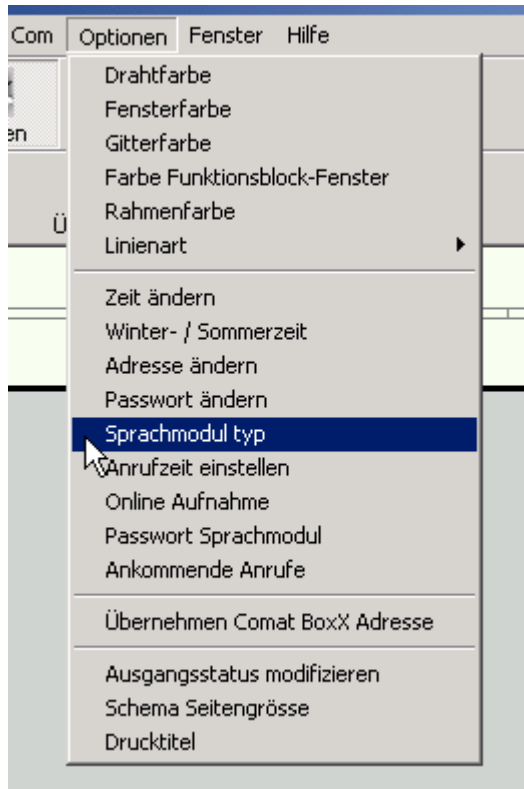 Com Optionen Fenster Hilfe
Drahtfarbe
Fensterfarbe
en
Gitterfarbe
Farbe Funktionsblock-Fenster
Rahmenfarbe
Ü
Linienart
Zeit ändern
Winter- / Sommerzeit
Adresse ändern
Passwort ändern
Sprachmodul typ
Anrufzeit einstellen
Online Aufnahme
Passwort Sprachmodul
Ankommende Anrufe
Übernehmen Comat BoxX Adresse
Ausgangsstatus modifizieren
Schema Seitengrösse
Drucktitel